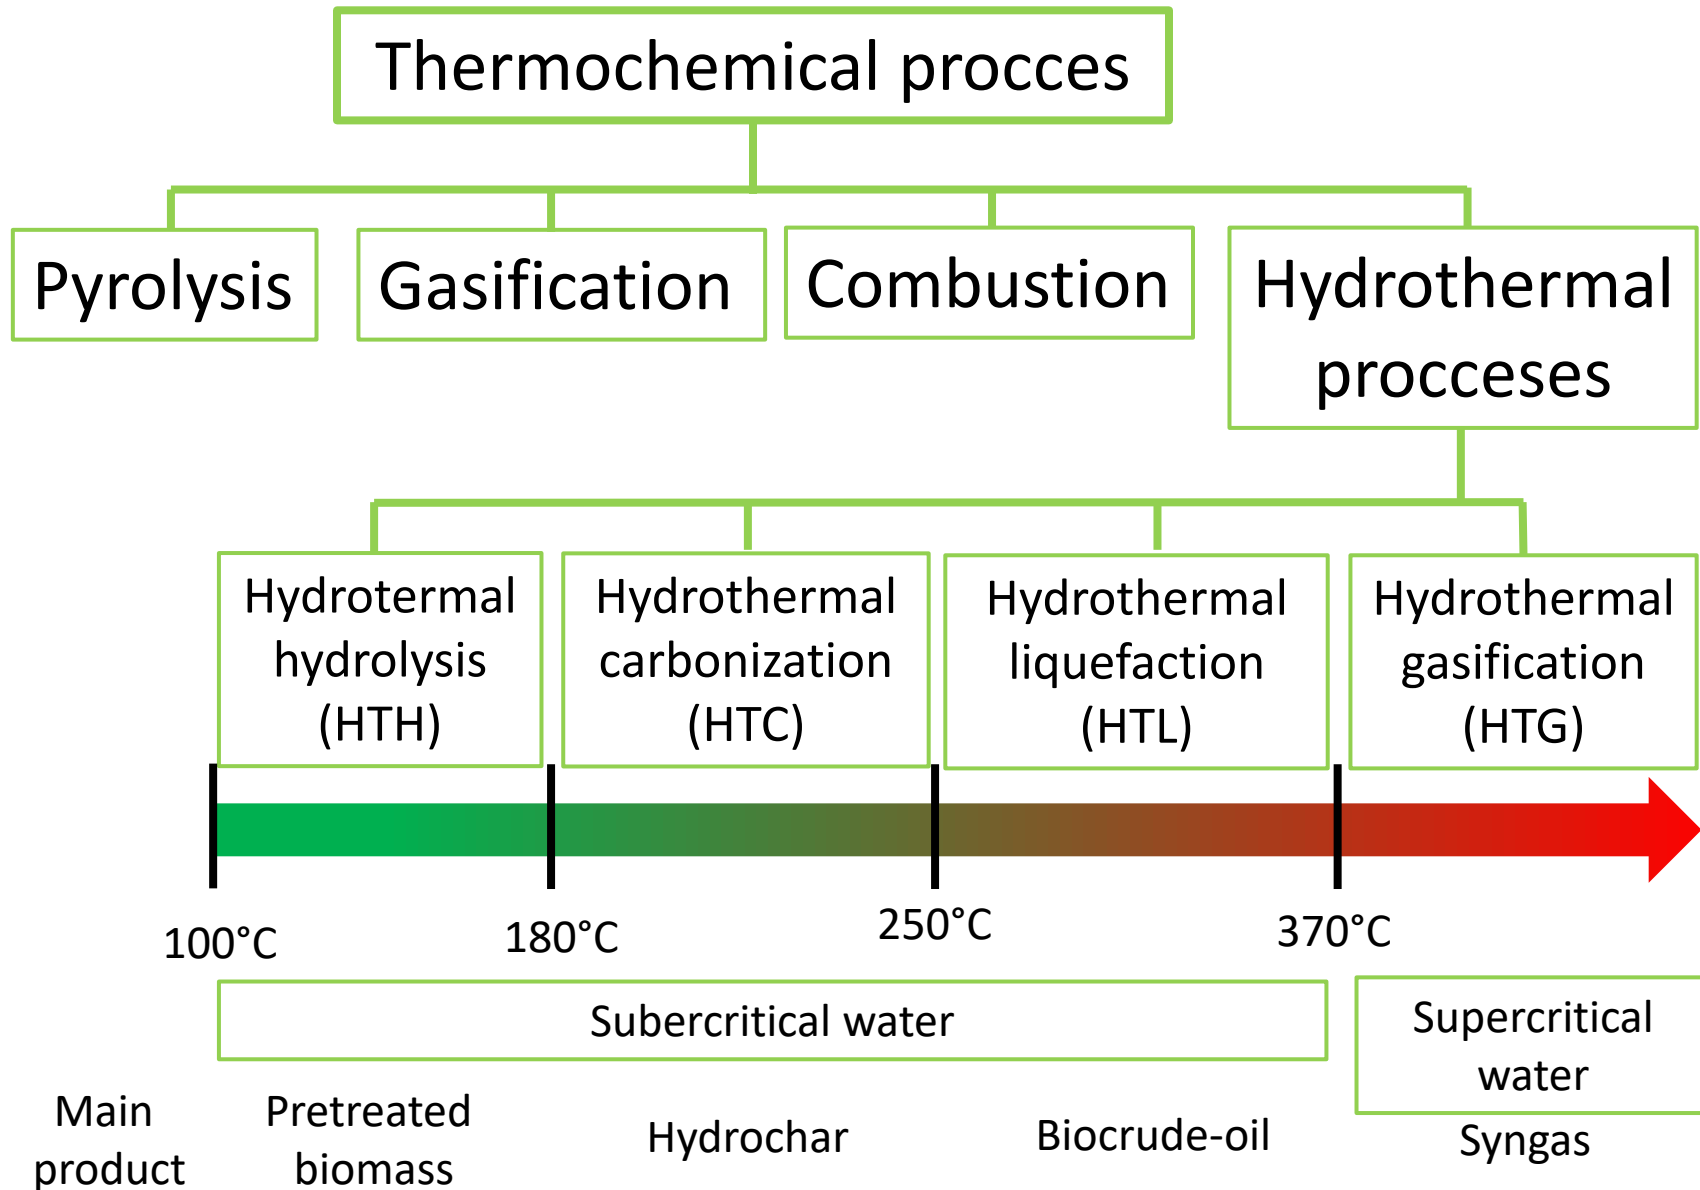 Thermochemical procces
Pyrolysis
Gasification
Combustion
Hydrothermal
procceses
Hydrotermal
hydrolysis
(HTH)
Hydrothermal
carbonization
(HTC)
Hydrothermal
liquefaction
(HTL)
Hydrothermal
gasification
(HTG)
100°C
180°C
250°C
370°C
Subercritical water
Supercritical
water
Main
product
Pretreated
biomass
Hydrochar
Biocrude-oil
Syngas